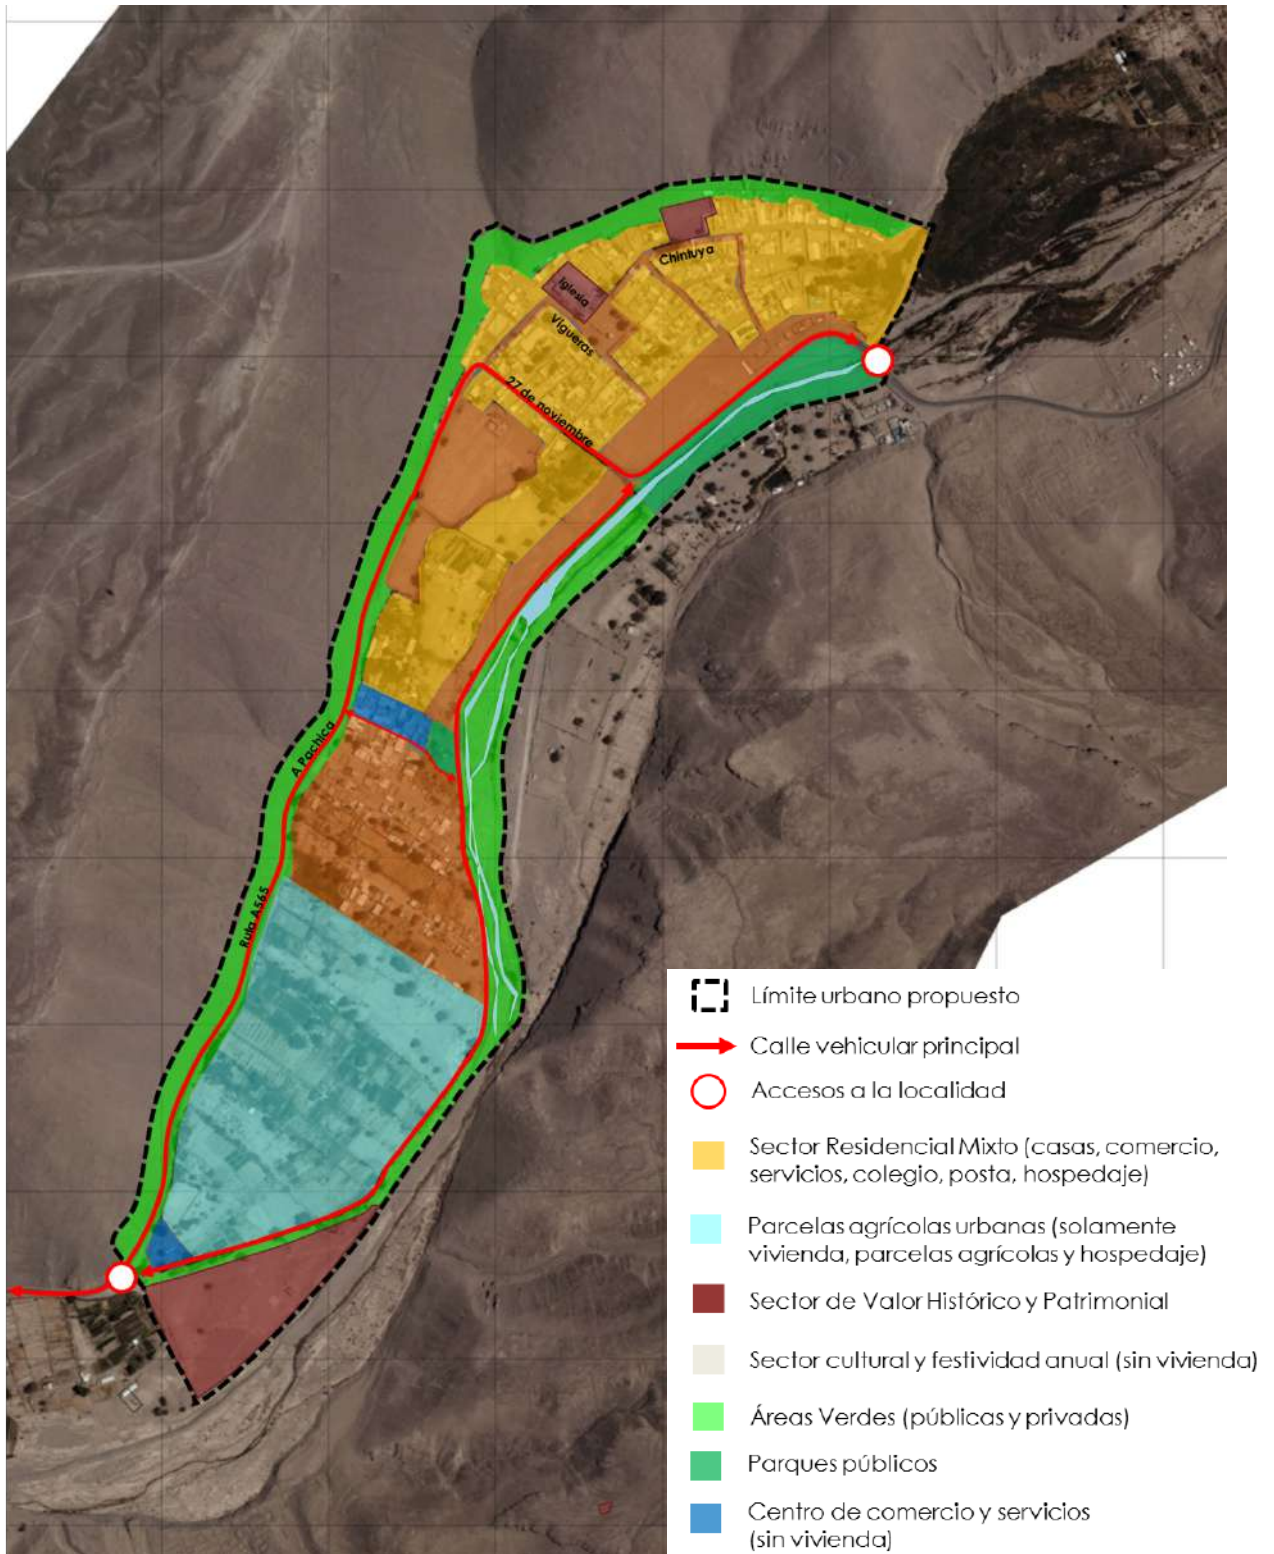 Chintuya
Iglesia
Vigueras
27 de noviembre
A Pachica
Ruta A565
Límite urbano propuesto
Calle vehicular principal
Accesos a la localidad
Sector Residencial Mixto (casas, comercio,
servicios, colegio, posta, hospedaje)
Parcelas agrícolas urbanas (solamente
vivienda, parcelas agrícolas y hospedaje)
Sector de Valor Histórico y Patrimonial
Sector cultural y festividad anual (sin vivienda)
Áreas Verdes (públicas y privadas)
Parques públicos
Centro de comercio y servicios
(sin vivienda)